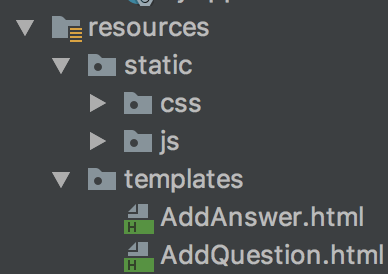 resources
static
css
js
templates
AddAnswer.html
AddQuestion.html